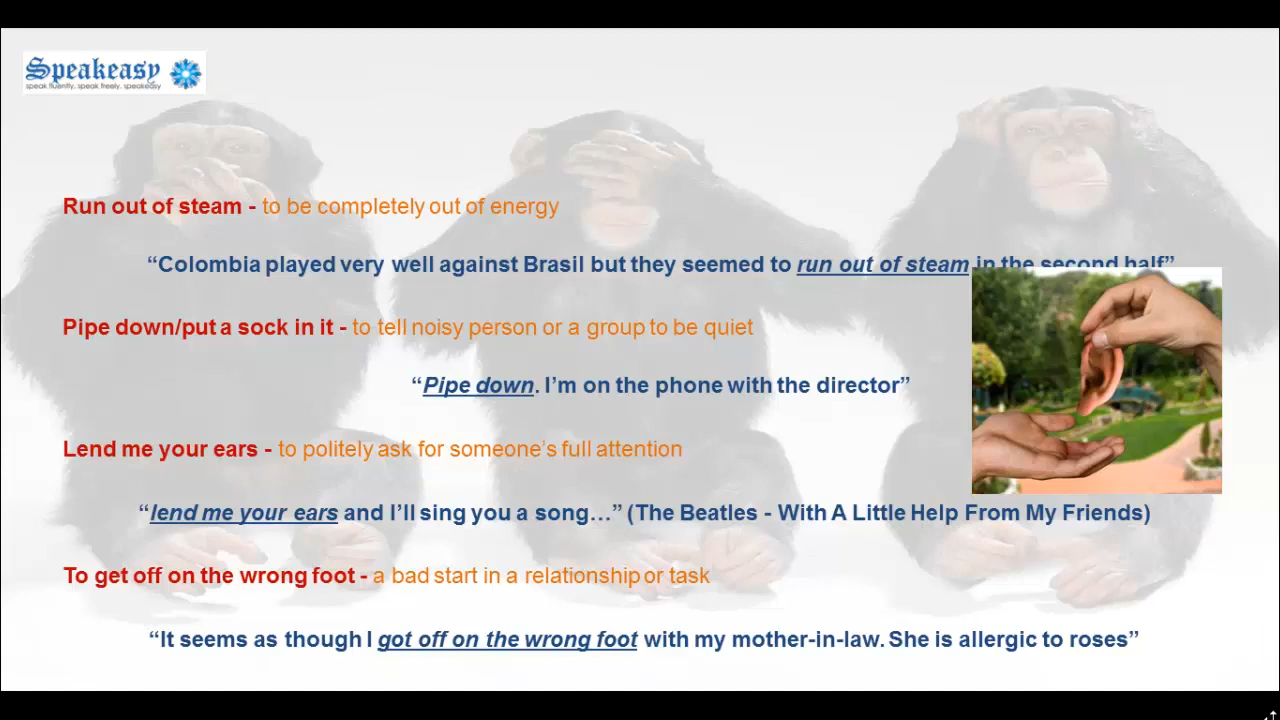 Speakeasy
speak fluently, speak freely, speakeasy
Run out of steam - to be completely out of energy
“Colombia played very well against Brasil but they seemed to run out of steam in the second half”
Pipe down/put a sock in it - to tell noisy person or a group to be quiet
“Pipe down. I’m on the phone with the director”
Lend me your ears - to politely ask for someone’s full attention
“lend me your ears and I’ll sing you a song…” (The Beatles - With A Little Help From My Friends)
To get off on the wrong foot - a bad start in a relationship or task
“It seems as though I got off on the wrong foot with my mother-in-law. She is allergic to roses”